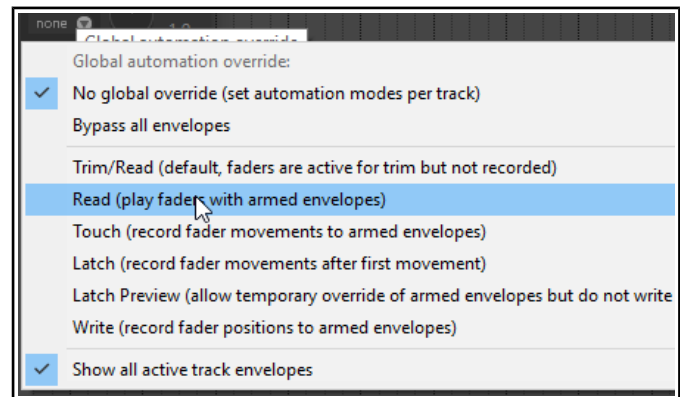 none
1.0
Global automation override
Global automation override:
No global override (set automation modes per track)
Bypass all envelopes
Trim/Read (default, faders are active for trim but not recorded)
Read (play faders with armed envelopes)
Touch (record fader movements to armed envelopes)
Latch (record fader movements after first movement)
Latch Preview (allow temporary override of armed envelopes but do not write
Write (record fader positions to armed envelopes)
Show all active track envelopes